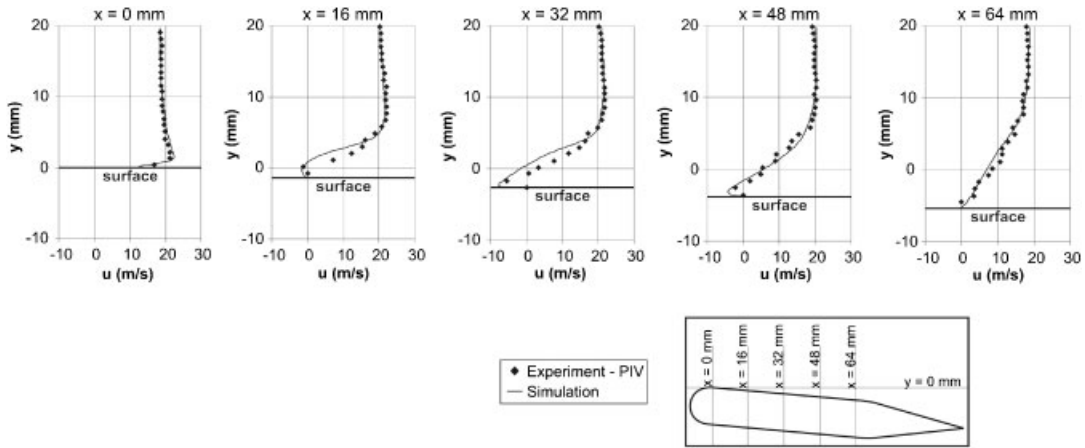 x = 0 mm
x = 16 mm
x = 32 mm
x = 48 mm
x = 64 mm
20
10
0
-10
y (mm)
surface
-10 0 10 20 30
u (m/s)
20
10
0
-10
y (mm)
surface
-10 0 10 20 30
u (m/s)
20
10
0
-10
y (mm)
surface
-10 0 10 20 30
u (m/s)
20
10
0
-10
y (mm)
surface
-10 0 10 20 30
u (m/s)
20
10
0
-10
y (mm)
surface
-10 0 10 20 30
u (m/s)
Experiment - PIV
Simulation
x = 0 mm
x = 16 mm
x = 32 mm
x = 48 mm
x = 64 mm
y = 0 mm